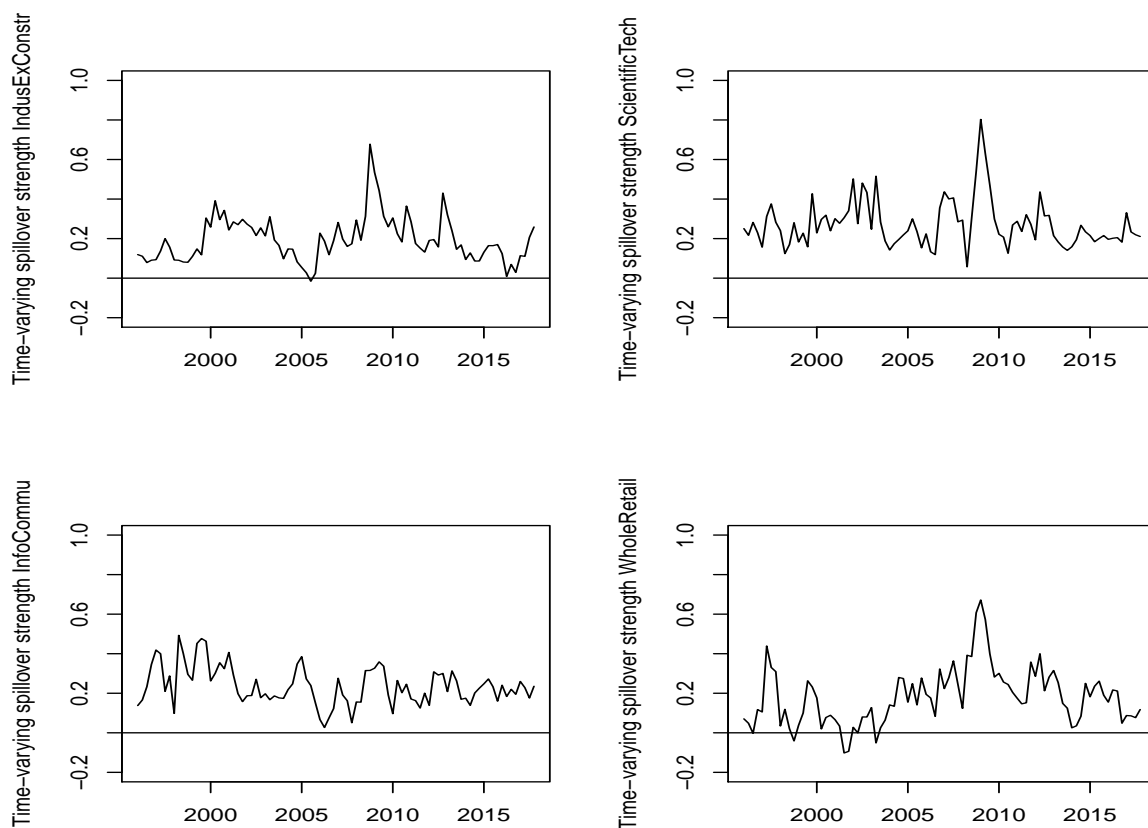 Time−varying spillover strength IndusExConstr
1.0
0.6
0.2
−0.2
2000 2005 2010 2015
Time−varying spillover strength ScientificTech
1.0
0.6
0.2
−0.2
2000 2005 2010 2015
Time−varying spillover strength InfoCommu
1.0
0.6
0.2
−0.2
2000 2005 2010 2015
Time−varying spillover strength WholeRetail
1.0
0.6
0.2
−0.2
2000 2005 2010 2015